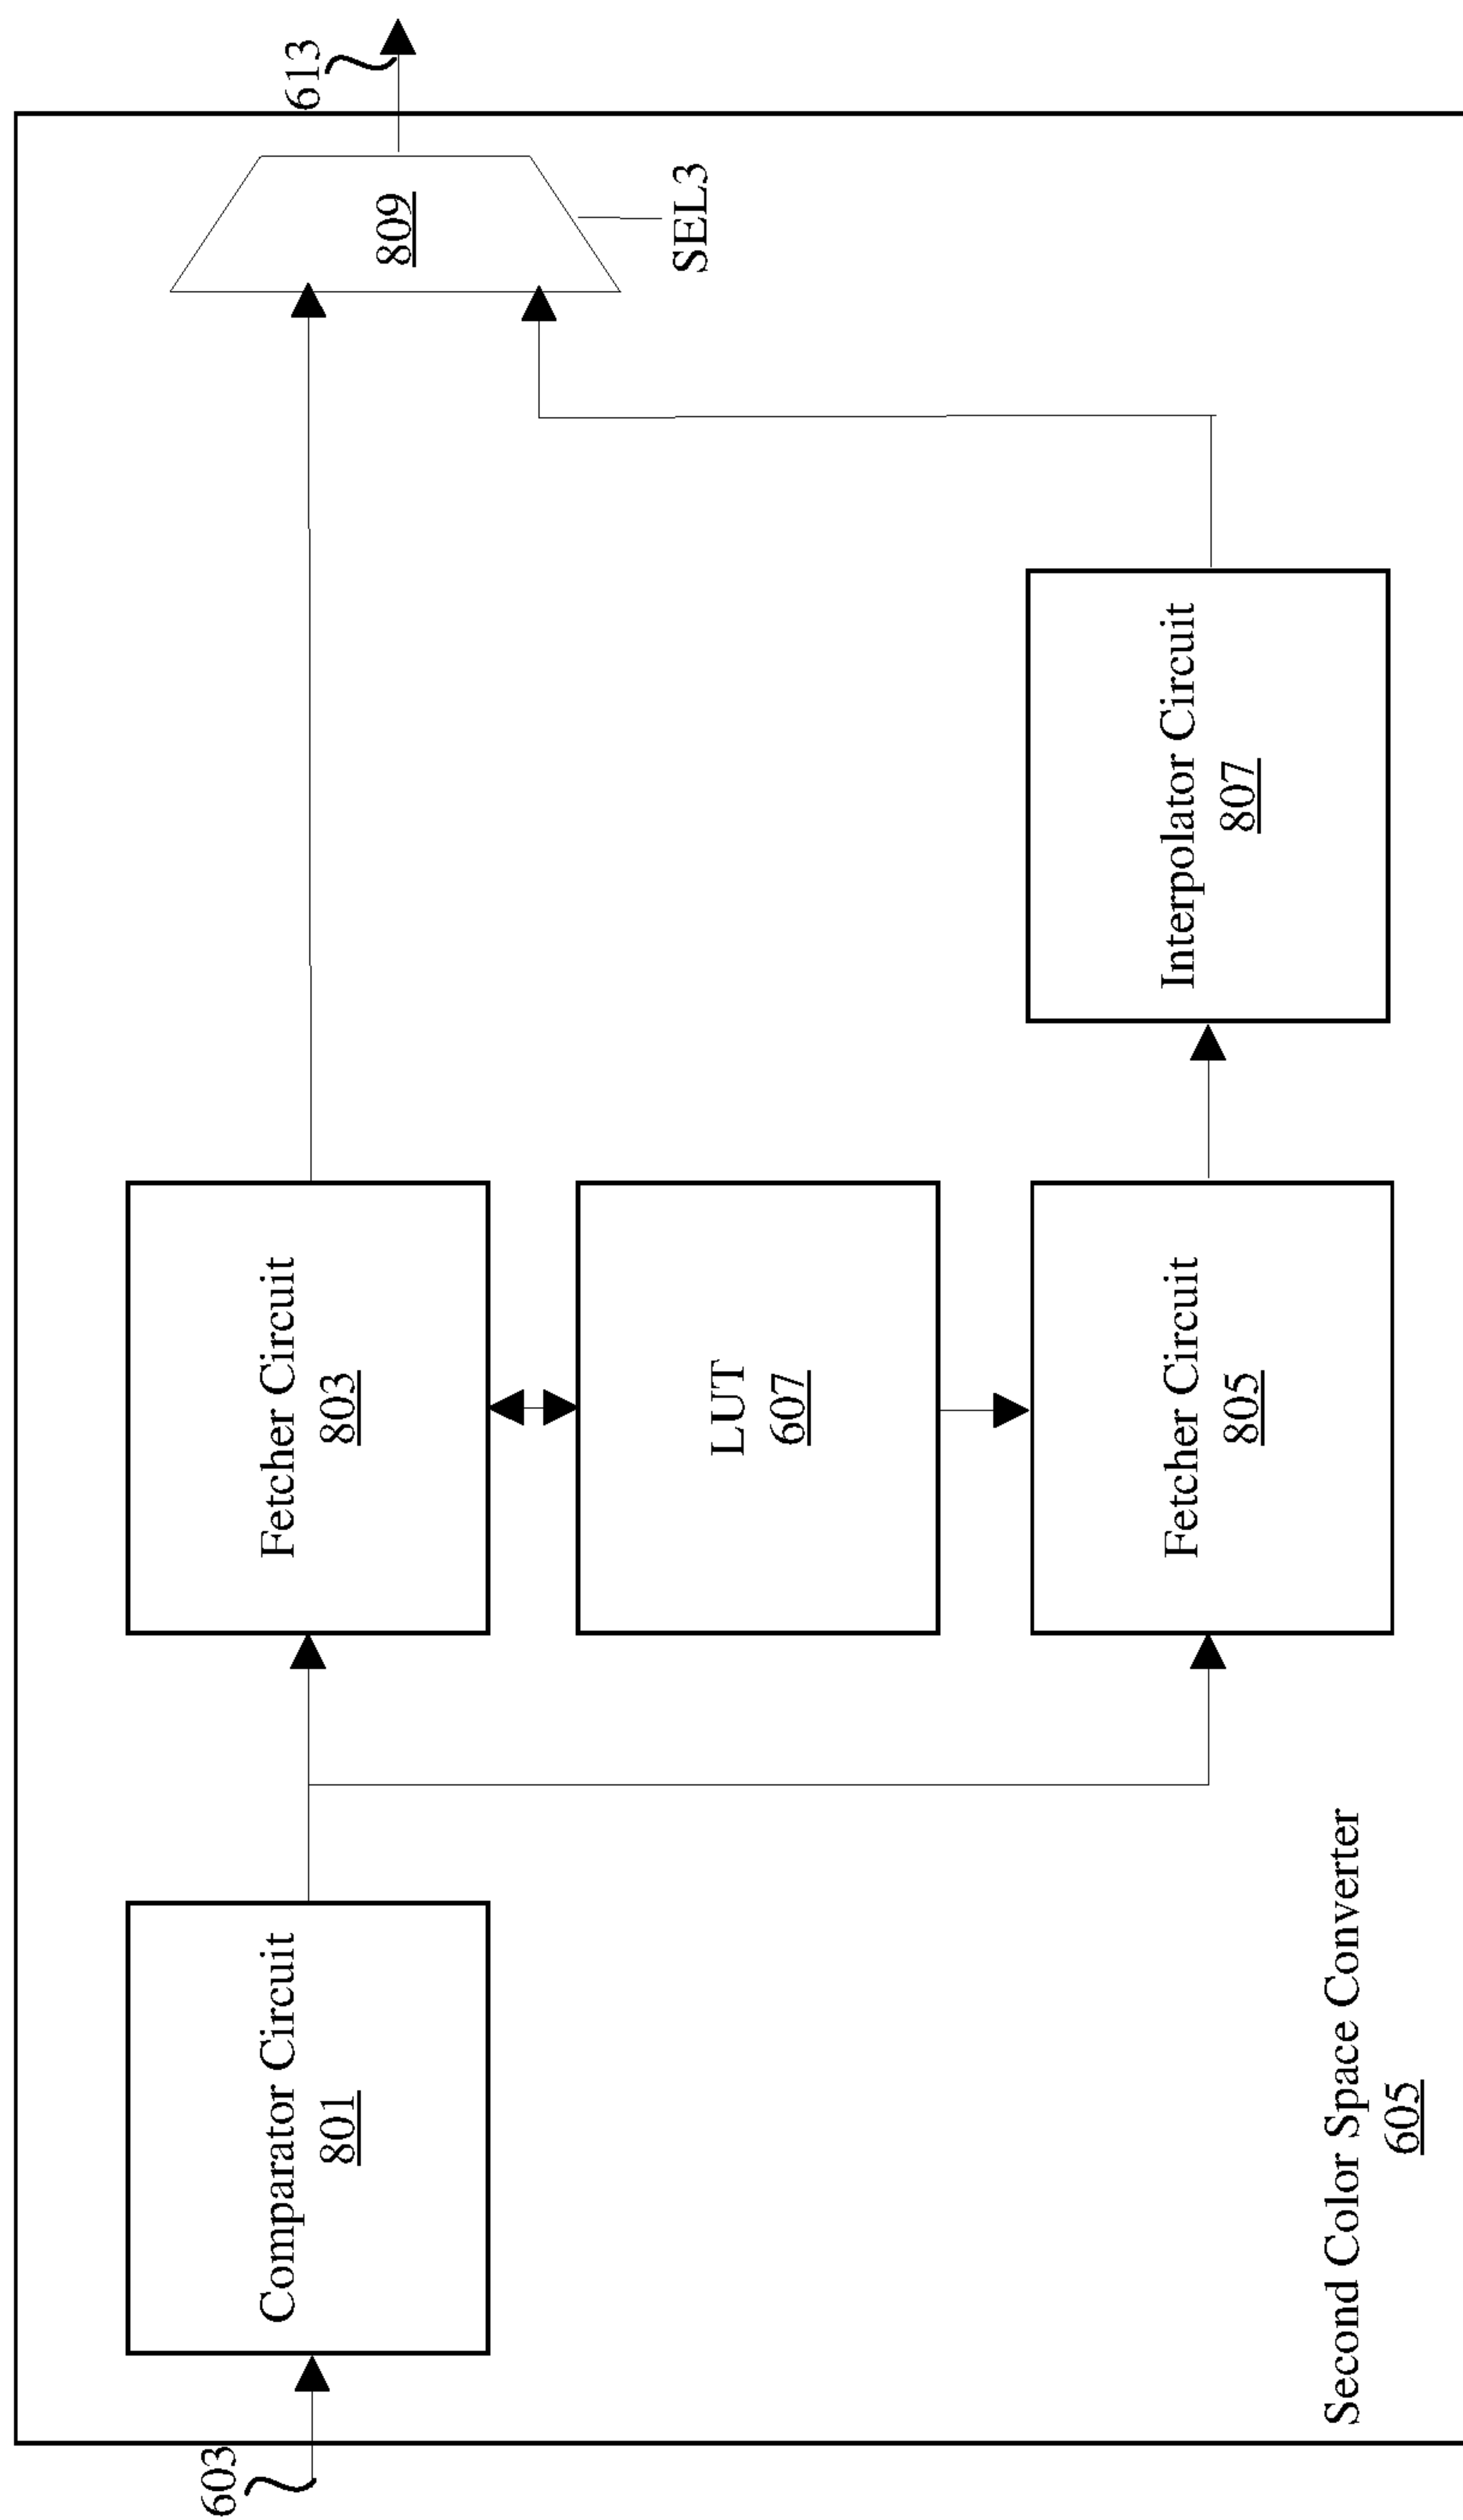 603
Comparator Circuit
801
Fetcher Circuit
803
LUT
607
Fetcher Circuit
805
Interpolator Circuit
807
809
SEL3
613
Second Color Space Converter
605